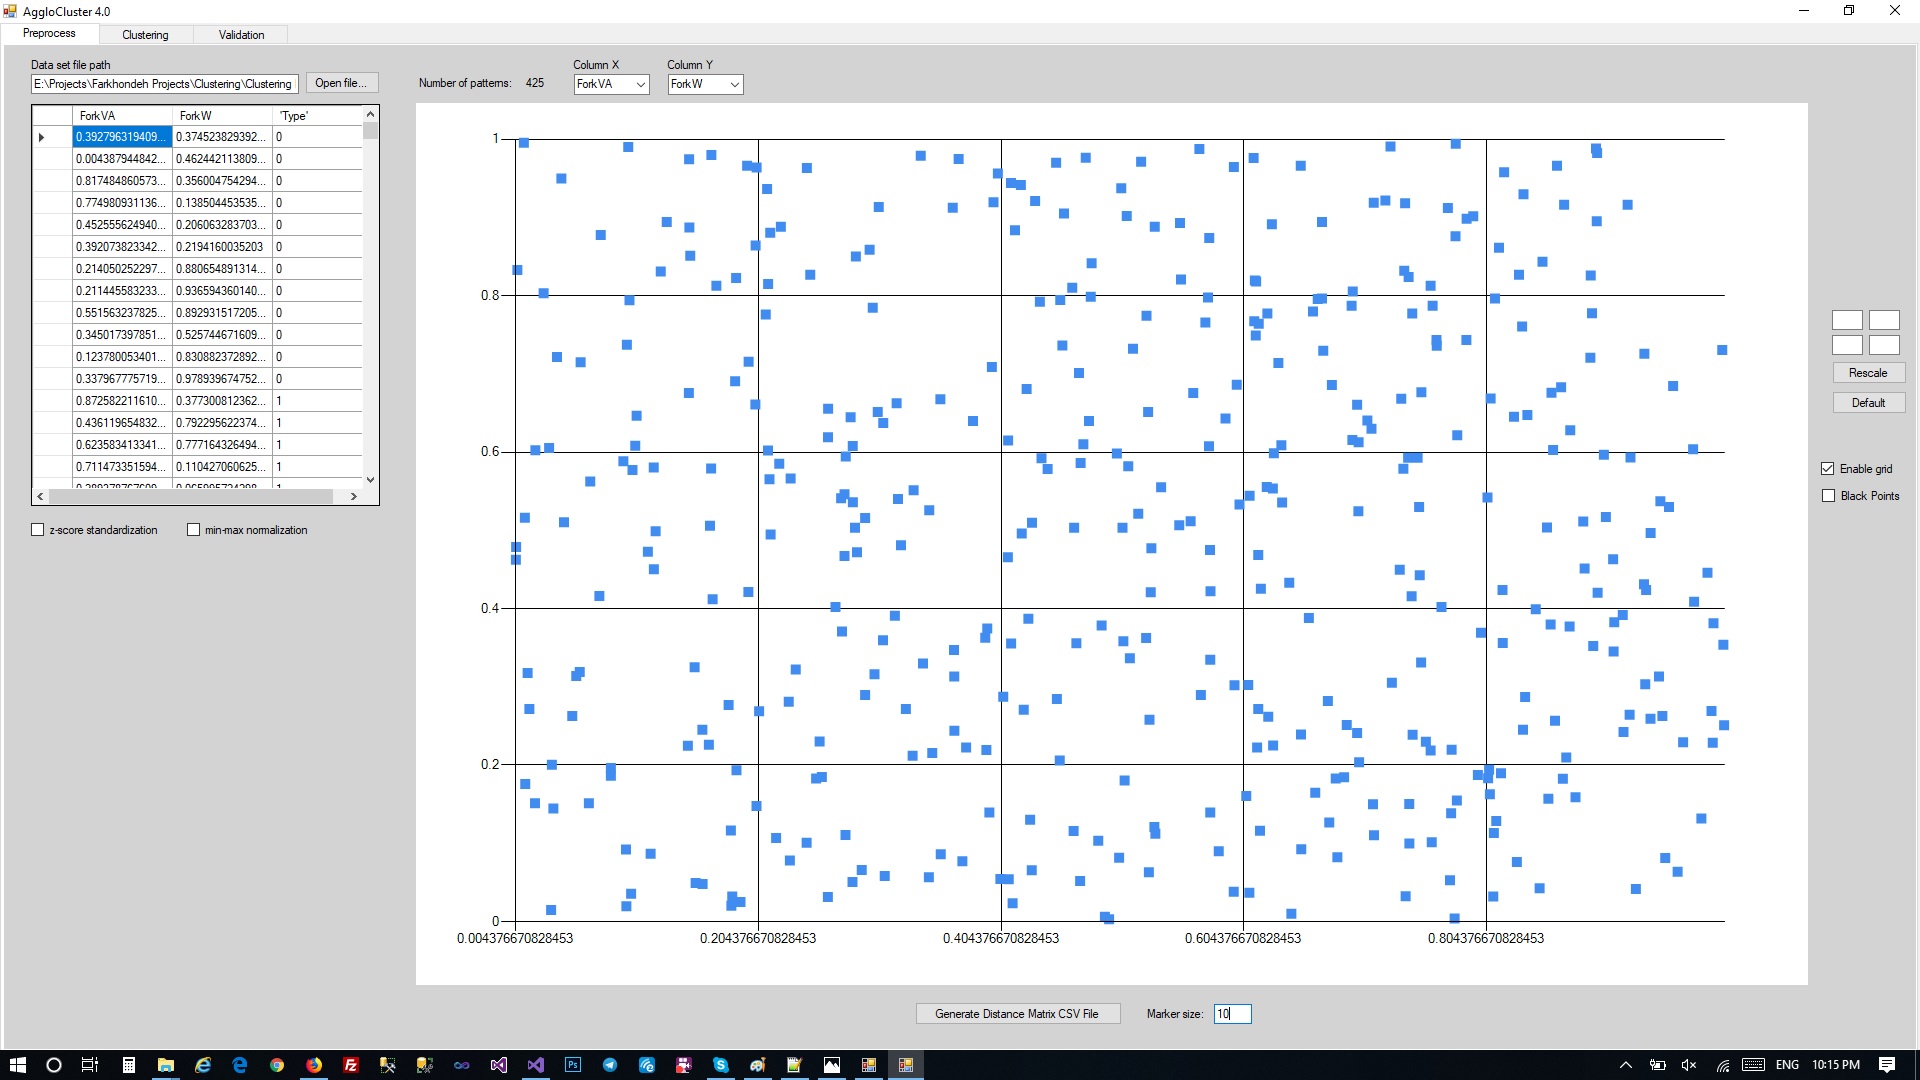 AggloCluster 4.0
Preprocess Clustering Validation
Data set file path
E:\Projects\Farkhondeh Projects\Clustering\Clustering Open file...
Number of patterns: 425
Column X Column Y
ForkVA ForkW
ForkVA ForkW 'Type'
0.392796319409... 0.374523829392... 0
0.004387944842... 0.462442113809... 0
0.817484860573... 0.356004754294... 0
0.774980931136... 0.138504453535... 0
0.452555624940... 0.206063283703... 0
0.392073823342... 0.2194160035203 0
0.214050252297... 0.880654891314... 0
0.211445583233... 0.936594360140... 0
0.551563237825... 0.892931517205... 0
0.345017397851... 0.525744671609... 0
0.123780053401... 0.830882372892... 0
0.337967775719... 0.978939674752... 0
0.872582211610... 0.377300812362... 1
0.436119654832... 0.792295622374... 1
0.623583413341... 0.777164326494... 1
0.711473351594... 0.110427060625... 1
z-score standardization min-max normalization
1
0.8
0.6
0.4
0.2
0
0.004376670828453 0.204376670828453 0.404376670828453 0.604376670828453 0.804376670828453
Rescale
Default
Enable grid
Black Points
Generate Distance Matrix CSV File Marker size: 10
ENG 10:15 PM